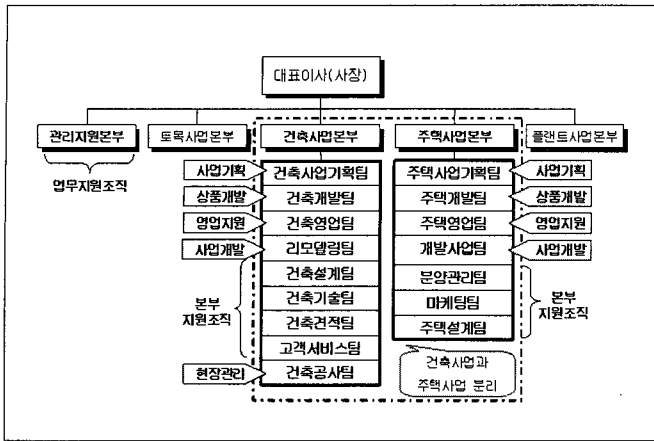 대표이사(사장)
관리지원본부 토목사업본부 건축사업본부 주택사업본부 플랜트사업본부
업무지원조직
사업기획 건축사업기획팀 주택사업기획팀 사업기획
상품개발 건축개발팀 주택개발팀 상품개발
영업지원 건축영업팀 주택영업팀 영업지원
사업개발 리모델링팀 개발사업팀 사업개발
건축설계팀 분양관리팀
본부 지원조직
건축기술팀 마케팅팀
본부 지원조직
건축견적팀 주택설계팀
고객서비스팀
현장관리 건축공사팀
건축사업과
주택사업 분리